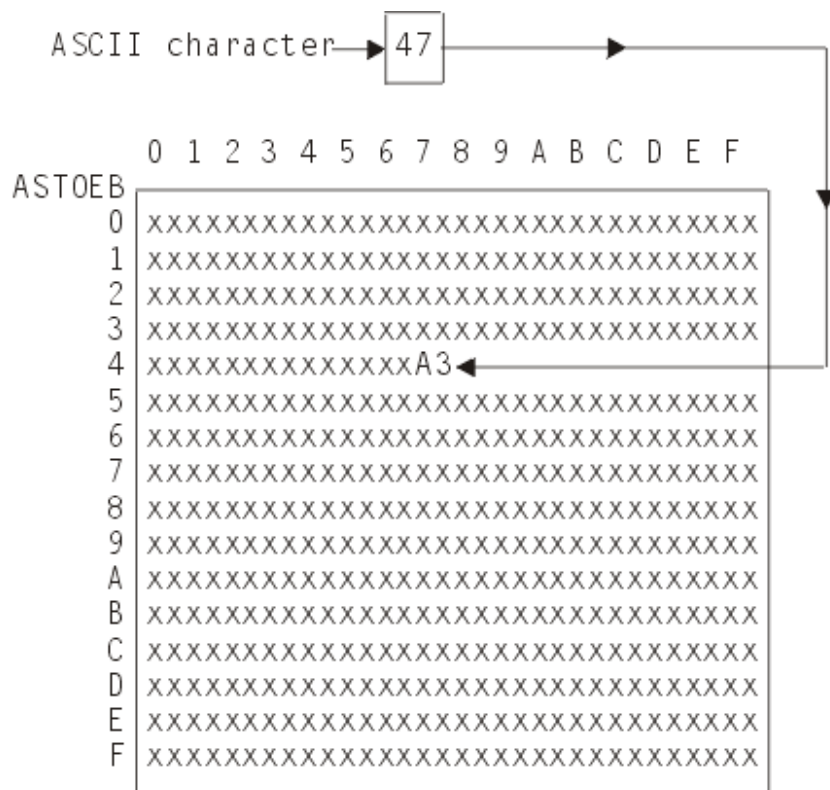 ASCII character 47
0 1 2 3 4 5 6 7 8 9 A B C D E F
ASTOEB
0 xxxxxxxxxxxxxxxxxxxxxxxxxxxxxxxx
1 xxxxxxxxxxxxxxxxxxxxxxxxxxxxxxxx
2 xxxxxxxxxxxxxxxxxxxxxxxxxxxxxxxx
3 xxxxxxxxxxxxxxxxxxxxxxxxxxxxxxxx
4 xxxxxxxxxxxxxxA3
5 xxxxxxxxxxxxxxxxxxxxxxxxxxxxxxxx
6 xxxxxxxxxxxxxxxxxxxxxxxxxxxxxxxx
7 xxxxxxxxxxxxxxxxxxxxxxxxxxxxxxxx
8 xxxxxxxxxxxxxxxxxxxxxxxxxxxxxxxx
9 xxxxxxxxxxxxxxxxxxxxxxxxxxxxxxxx
A xxxxxxxxxxxxxxxxxxxxxxxxxxxxxxxx
B xxxxxxxxxxxxxxxxxxxxxxxxxxxxxxxx
C xxxxxxxxxxxxxxxxxxxxxxxxxxxxxxxx
D xxxxxxxxxxxxxxxxxxxxxxxxxxxxxxxx
E xxxxxxxxxxxxxxxxxxxxxxxxxxxxxxxx
F xxxxxxxxxxxxxxxxxxxxxxxxxxxxxxxx